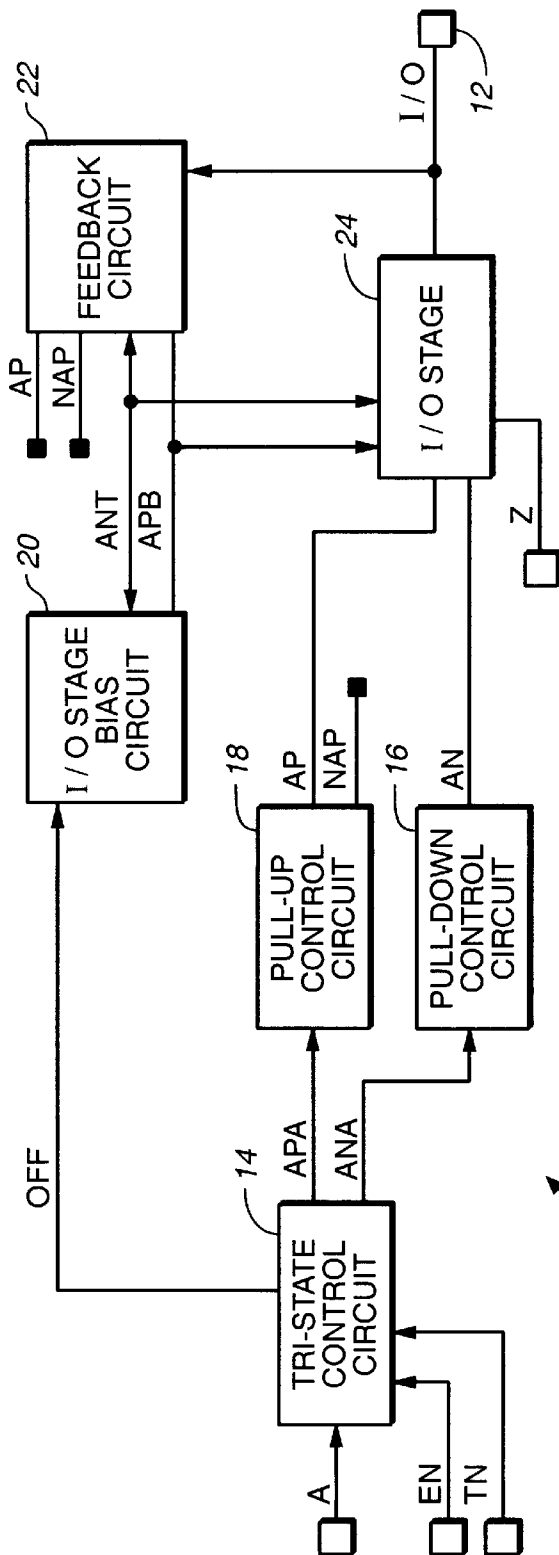 A
EN
TN
14
TRI-STATE
CONTROL
CIRCUIT
OFF
APA
ANA
18
PULL-UP
CONTROL
CIRCUIT
AP
NAP
16
PULL-DOWN
CONTROL
CIRCUIT
AN
20
I/O STAGE
BIAS
CIRCUIT
ANT
APB
AP
NAP
22
FEEDBACK
CIRCUIT
24
I/O STAGE
Z
I/O
12